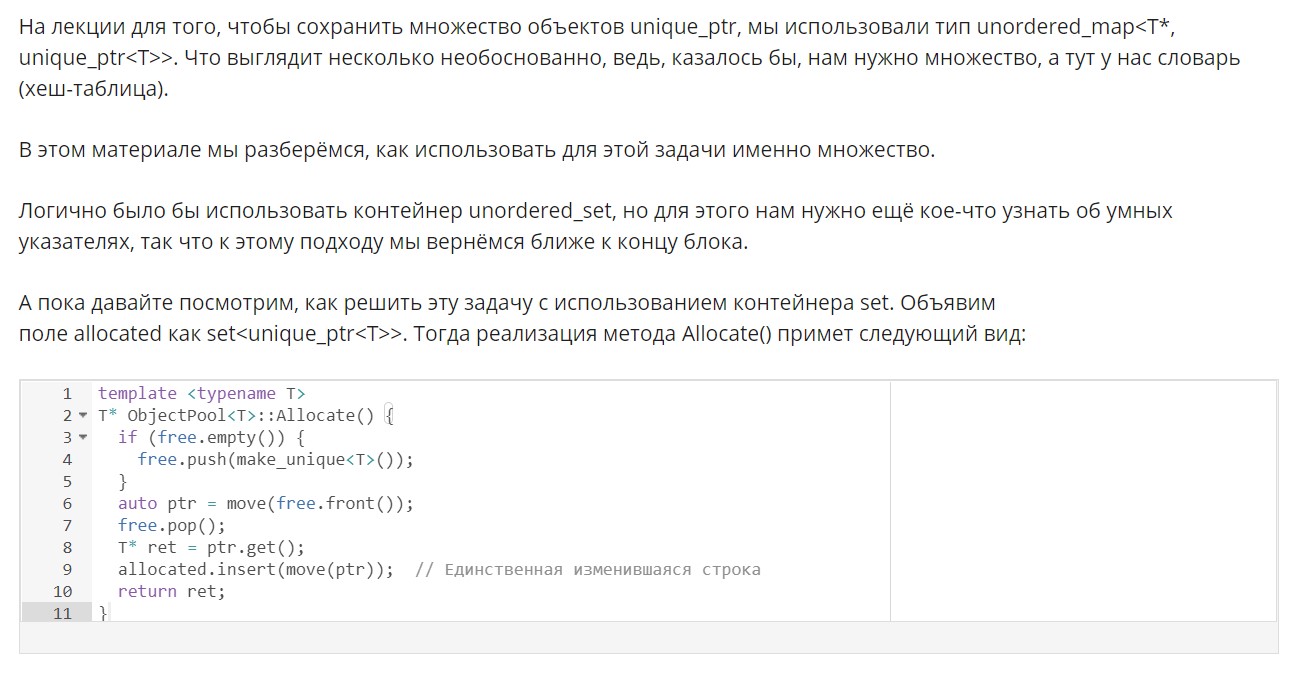 На лекции для того, чтобы сохранить множество объектов unique_ptr, мы использовали тип unordered_map<T*,
unique_ptr<T>>. Что выглядит несколько необоснованно, ведь, казалось бы, нам нужно множество, а тут у нас словарь
(хеш-таблица).
В этом материале мы разберёмся, как использовать для этой задачи именно множество.
Логично было бы использовать контейнер unordered_set, но для этого нам нужно ещё кое-что узнать об умных
указателях, так что к этому подходу мы вернёмся ближе к концу блока.
А пока давайте посмотрим, как решить эту задачу с использованием контейнера set. Объявим
поле allocated как set<unique_ptr<T>>. Тогда реализация метода Allocate() примет следующий вид:
1 template <typename T>
2 T* ObjectPool<T>::Allocate() {
3   if (free.empty()) {
4     free.push(make_unique<T>());
5   }
6   auto ptr = move(free.front());
7   free.pop();
8   T* ret = ptr.get();
9   allocated.insert(move(ptr));  // Единственная изменившаяся строка
10   return ret;
11 }